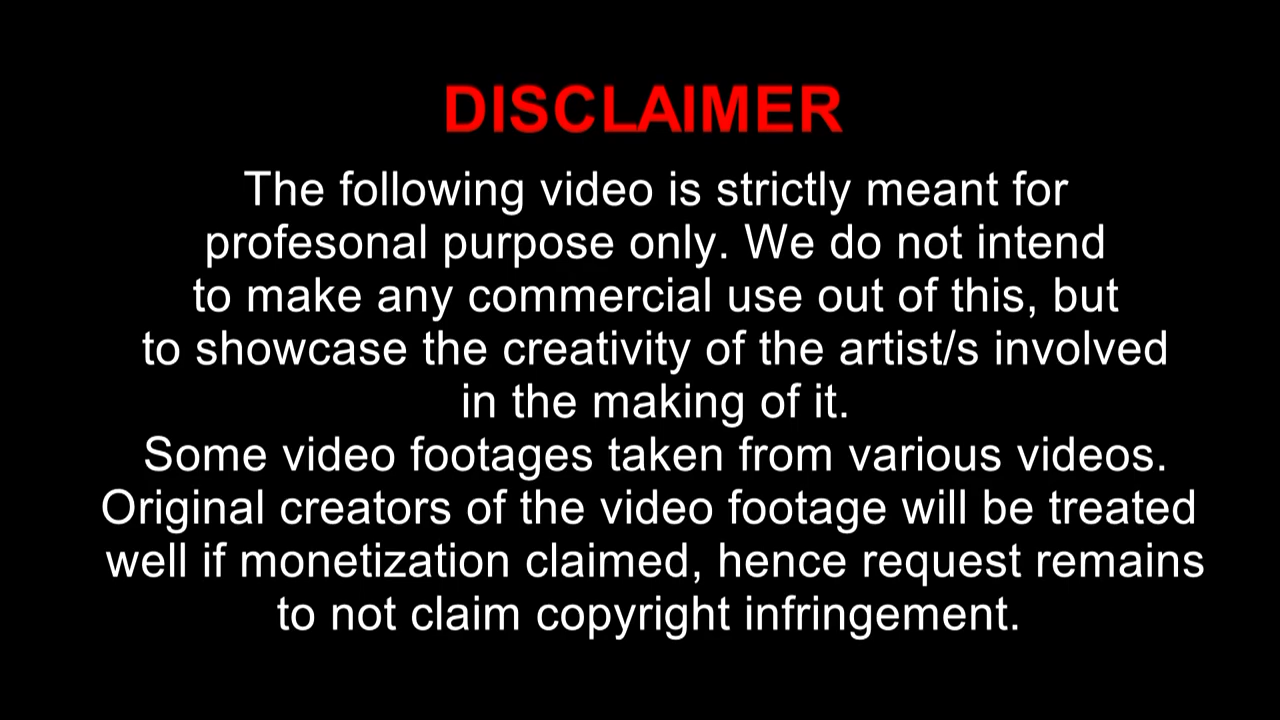 DISCLAIMER
The following video is strictly meant for
profesonal purpose only. We do not intend
to make any commercial use out of this, but
to showcase the creativity of the artist/s involved
in the making of it.
Some video footages taken from various videos.
Original creators of the video footage will be treated
well if monetization claimed, hence request remains
to not claim copyright infringement.